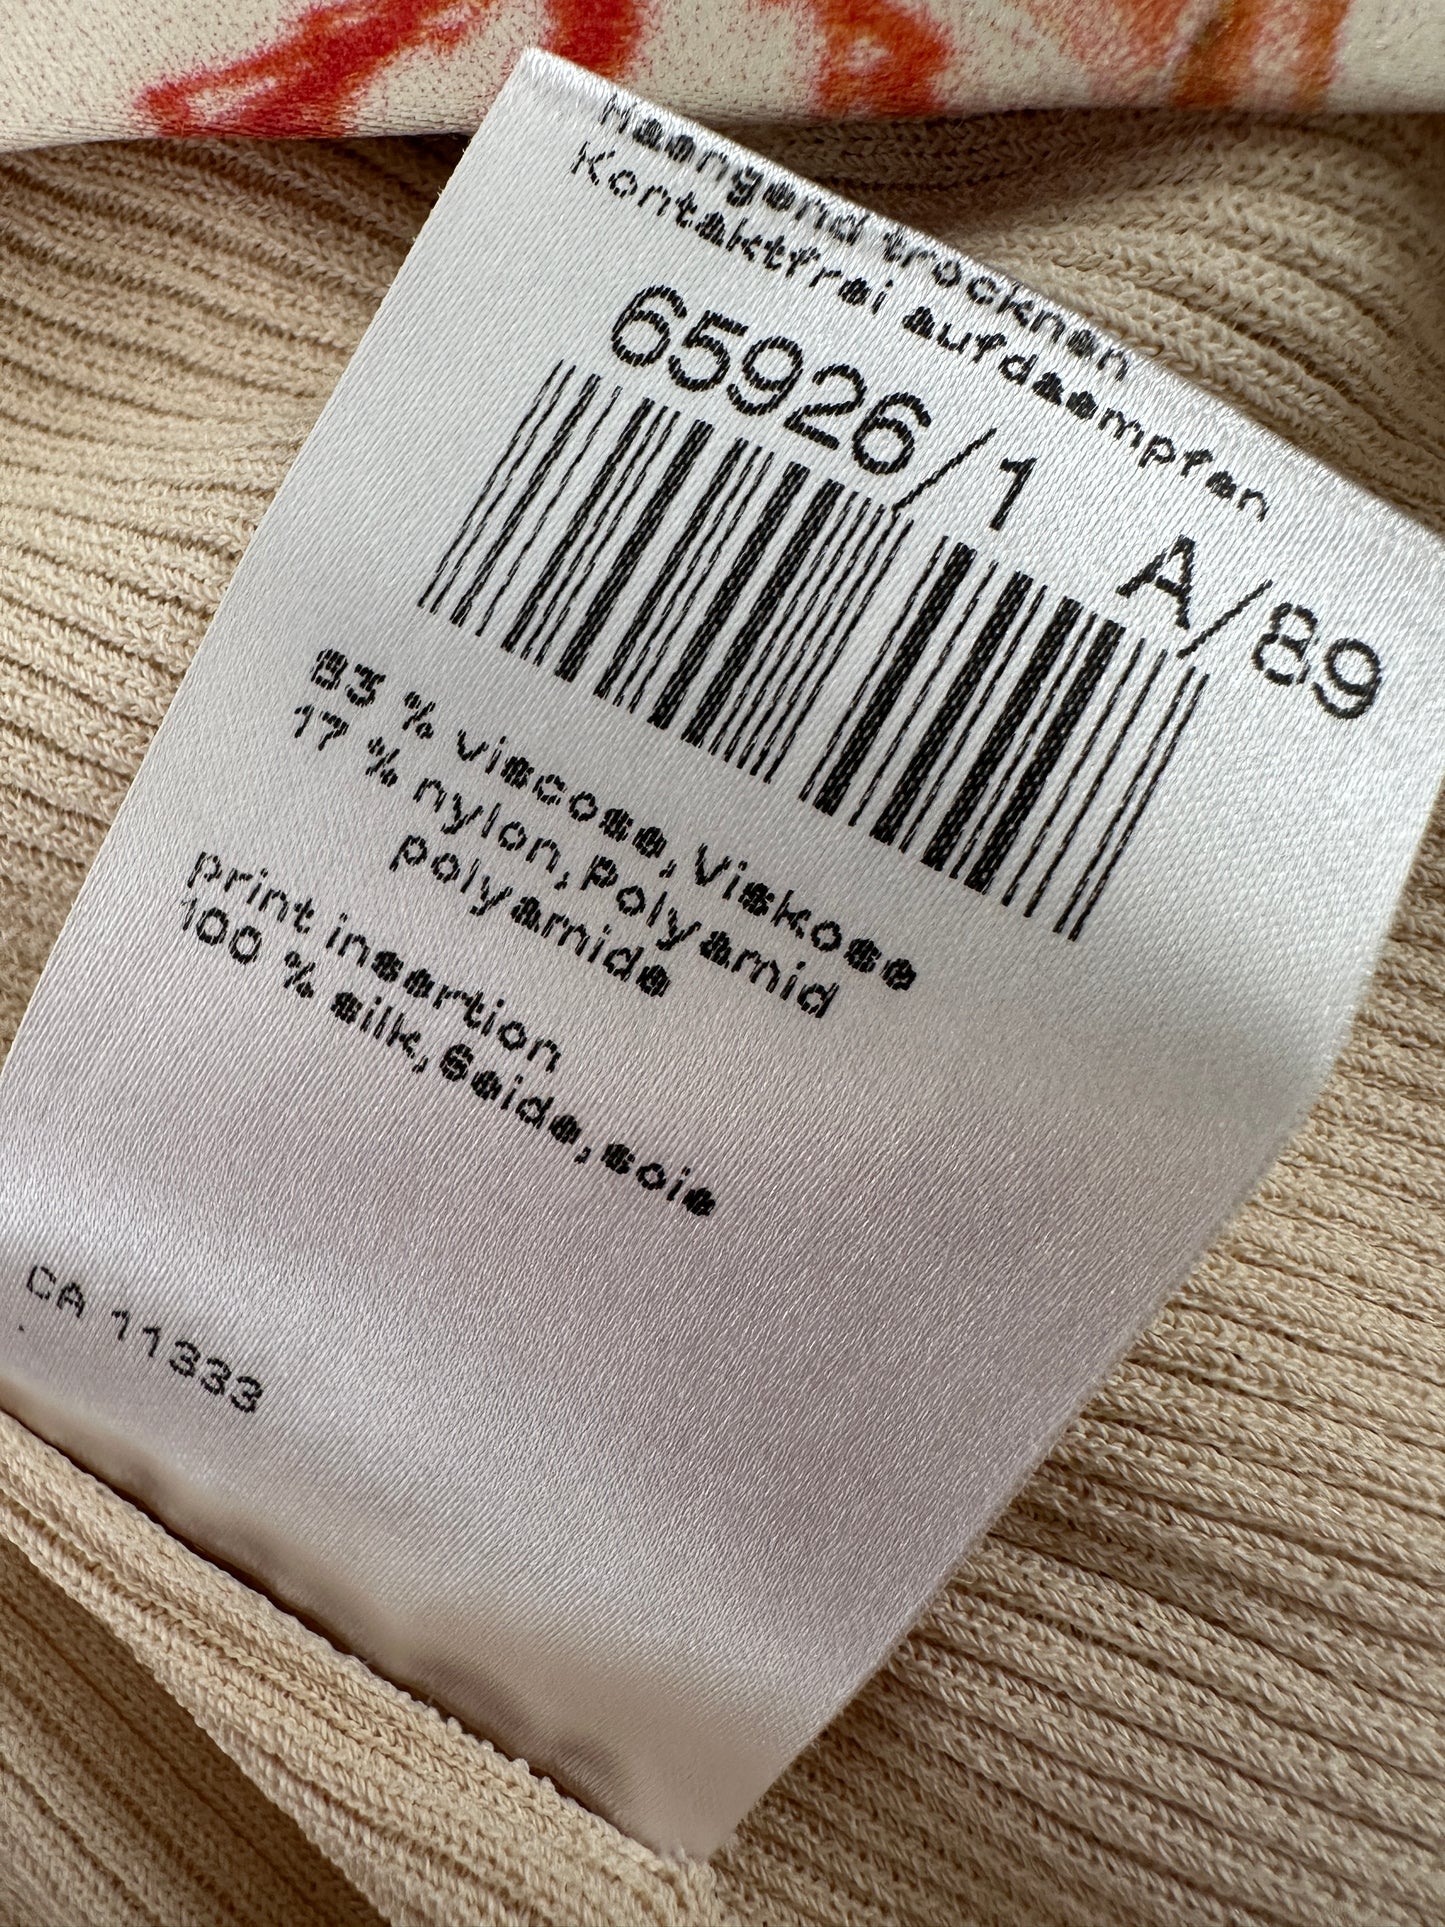 Haengend trocknen
Kontaktfrei aufdaempfen
65926/1 A/89
83 % viscose, Viskose
17 % nylon, Polyamid
polyamide
print insertion
100 % silk, Seide, soie
CA 11333